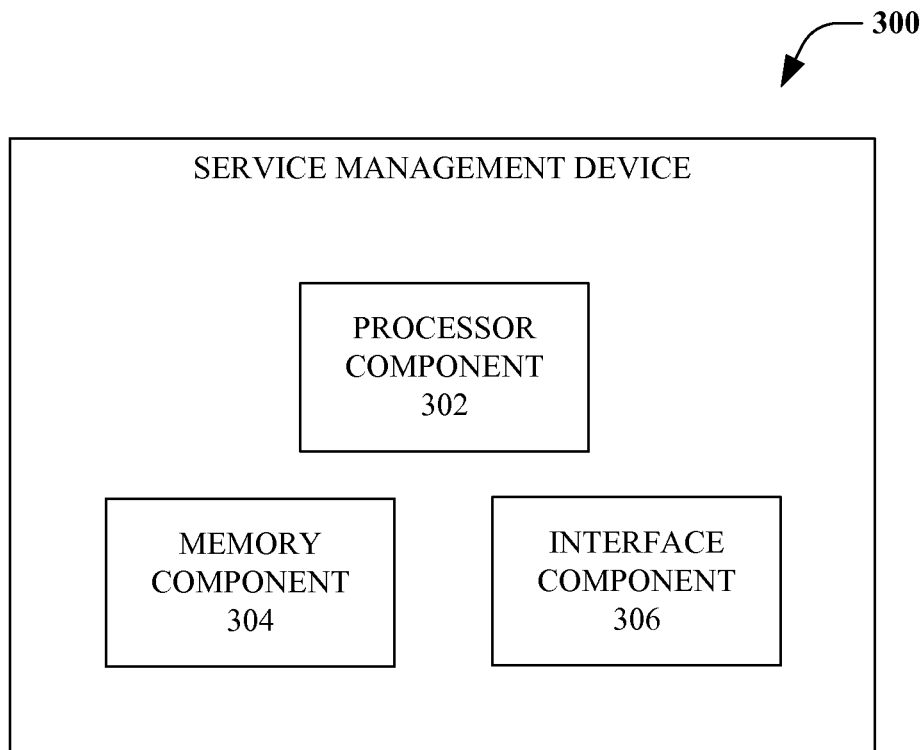 300
SERVICE MANAGEMENT DEVICE
PROCESSOR
COMPONENT
302
MEMORY
COMPONENT
304
INTERFACE
COMPONENT
306